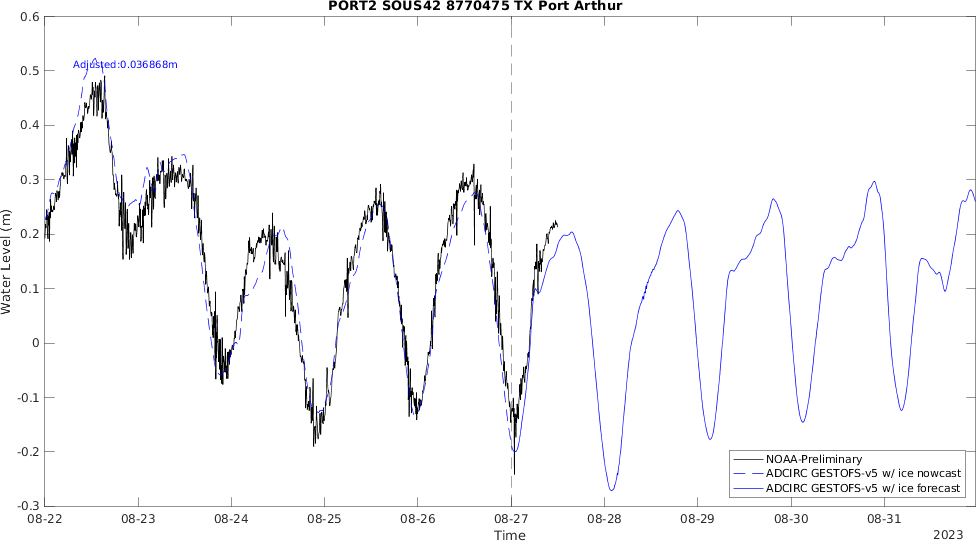 PORT2 SOUS42 8770475 TX Port Arthur
Adjusted:0.036868m
0.6
0.5
0.4
0.3
0.2
0.1
0
-0.1
-0.2
-0.3
Water Level (m)
NOAA-Preliminary
ADCIRC GESTOFS-v5 w/ ice nowcast
ADCIRC GESTOFS-v5 w/ ice forecast
08-22 08-23 08-24 08-25 08-26 08-27 08-28 08-29 08-30 08-31
Time
2023